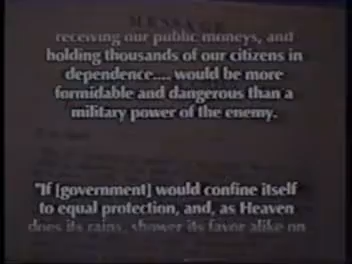 MESSAGE
receiving our public moneys, and
holding thousands of our citizens in
dependence.... would be more
formidable and dangerous than a
military power of the enemy.
"If [government] would confine itself
to equal protection, and, as Heaven
does its rains, shower its favor alike on